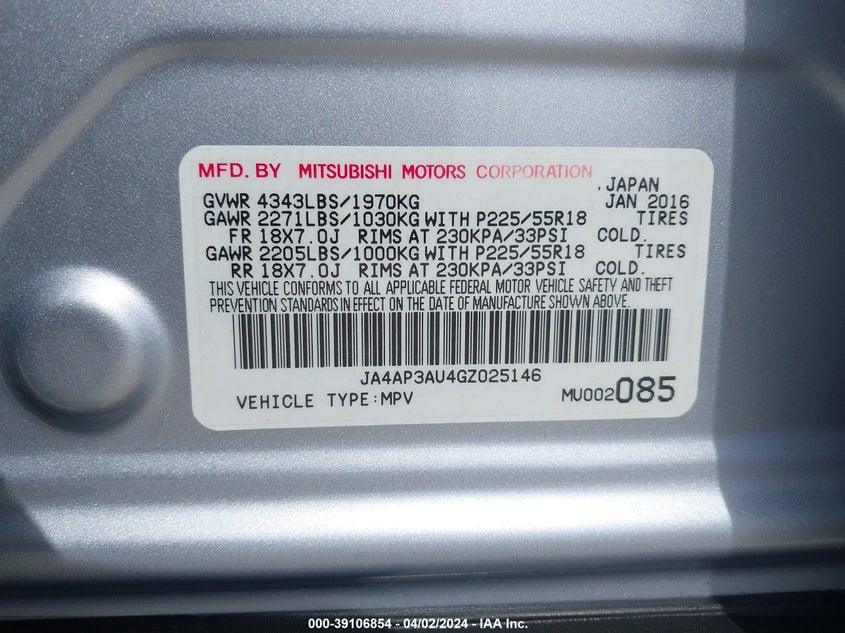 MFD. BY MITSUBISHI MOTORS CORPORATION
, JAPAN
GVWR 4343LBS/1970KG JAN 2016
GAWR 2271LBS/1030KG WITH P225/55R18 TIRES
FR 18X7.0J RIMS AT 230KPA/33PSI COLD.
GAWR 2205LBS/1000KG WITH P225/55R18 TIRES
RR 18X7.0J RIMS AT 230KPA/33PSI COLD.
THIS VEHICLE CONFORMS TO ALL APPLICABLE FEDERAL MOTOR VEHICLE SAFETY AND THEFT
PREVENTION STANDARDS IN EFFECT ON THE DATE OF MANUFACTURE SHOWN ABOVE.
JA4AP3AU4GZ025146
VEHICLE TYPE:MPV MU002085
000-39106854 - 04/02/2024 - IAA Inc.